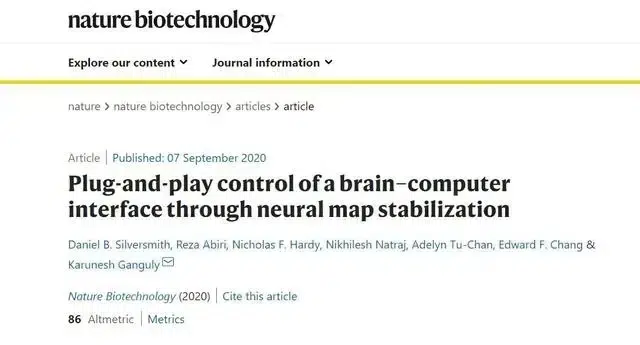 nature biotechnology
Explore our content Journal information
nature > nature biotechnology > articles > article
Article | Published: 07 September 2020
Plug-and-play control of a brain–computer
interface through neural map stabilization
Daniel B. Silversmith, Reza Abiri, Nicholas F. Hardy, Nikhilesh Natraj, Adelyn Tu-Chan, Edward F. Chang &
Karunesh Ganguly
Nature Biotechnology (2020) | Cite this article
86 Altmetric | Metrics